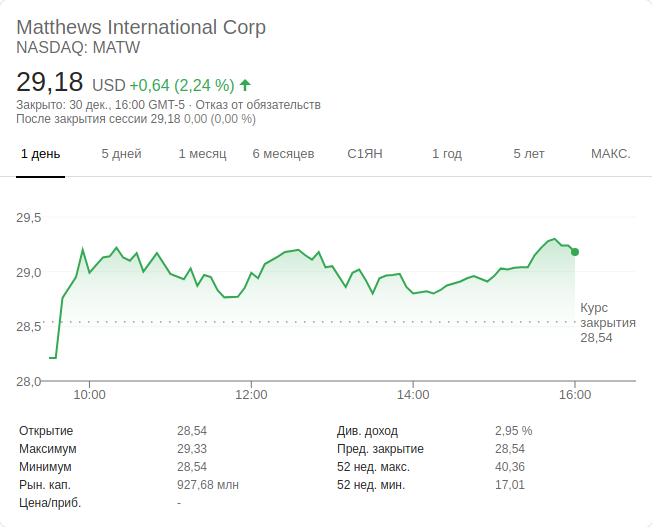 Matthews International Corp
NASDAQ: MATW
29,18 USD +0,64 (2,24 %)
Закрыто: 30 дек., 16:00 GMT-5 · Отказ от обязательств
После закрытия сессии 29,18 0,00 (0,00 %)
1 день 5 дней 1 месяц 6 месяцев С1ЯН 1 год 5 лет МАКС.
29,5
29,0
28,5
28,0
Курс
закрытия
28,54
10:00 12:00 14:00 16:00
Открытие 28,54 Див. доход 2,95 %
Максимум 29,33 Пред. закрытие 28,54
Минимум 28,54 52 нед. макс. 40,36
Рын. кап. 927,68 млн 52 нед. мин. 17,01
Цена/приб. -